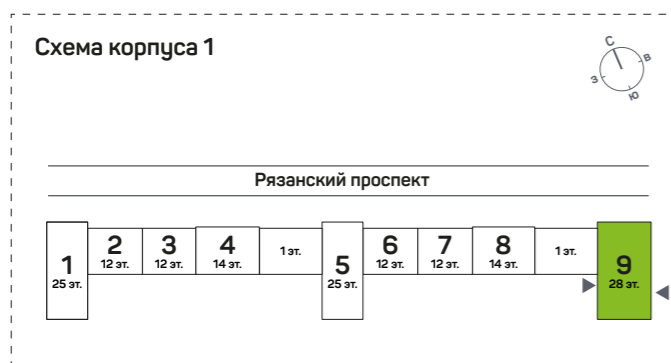 Схема корпуса 1
С
В
З
Ю
Рязанский проспект
1
25 эт.
2
12 эт.
3
12 эт.
4
14 эт.
1 эт.
5
25 эт.
6
12 эт.
7
12 эт.
8
14 эт.
1 эт.
9
28 эт.